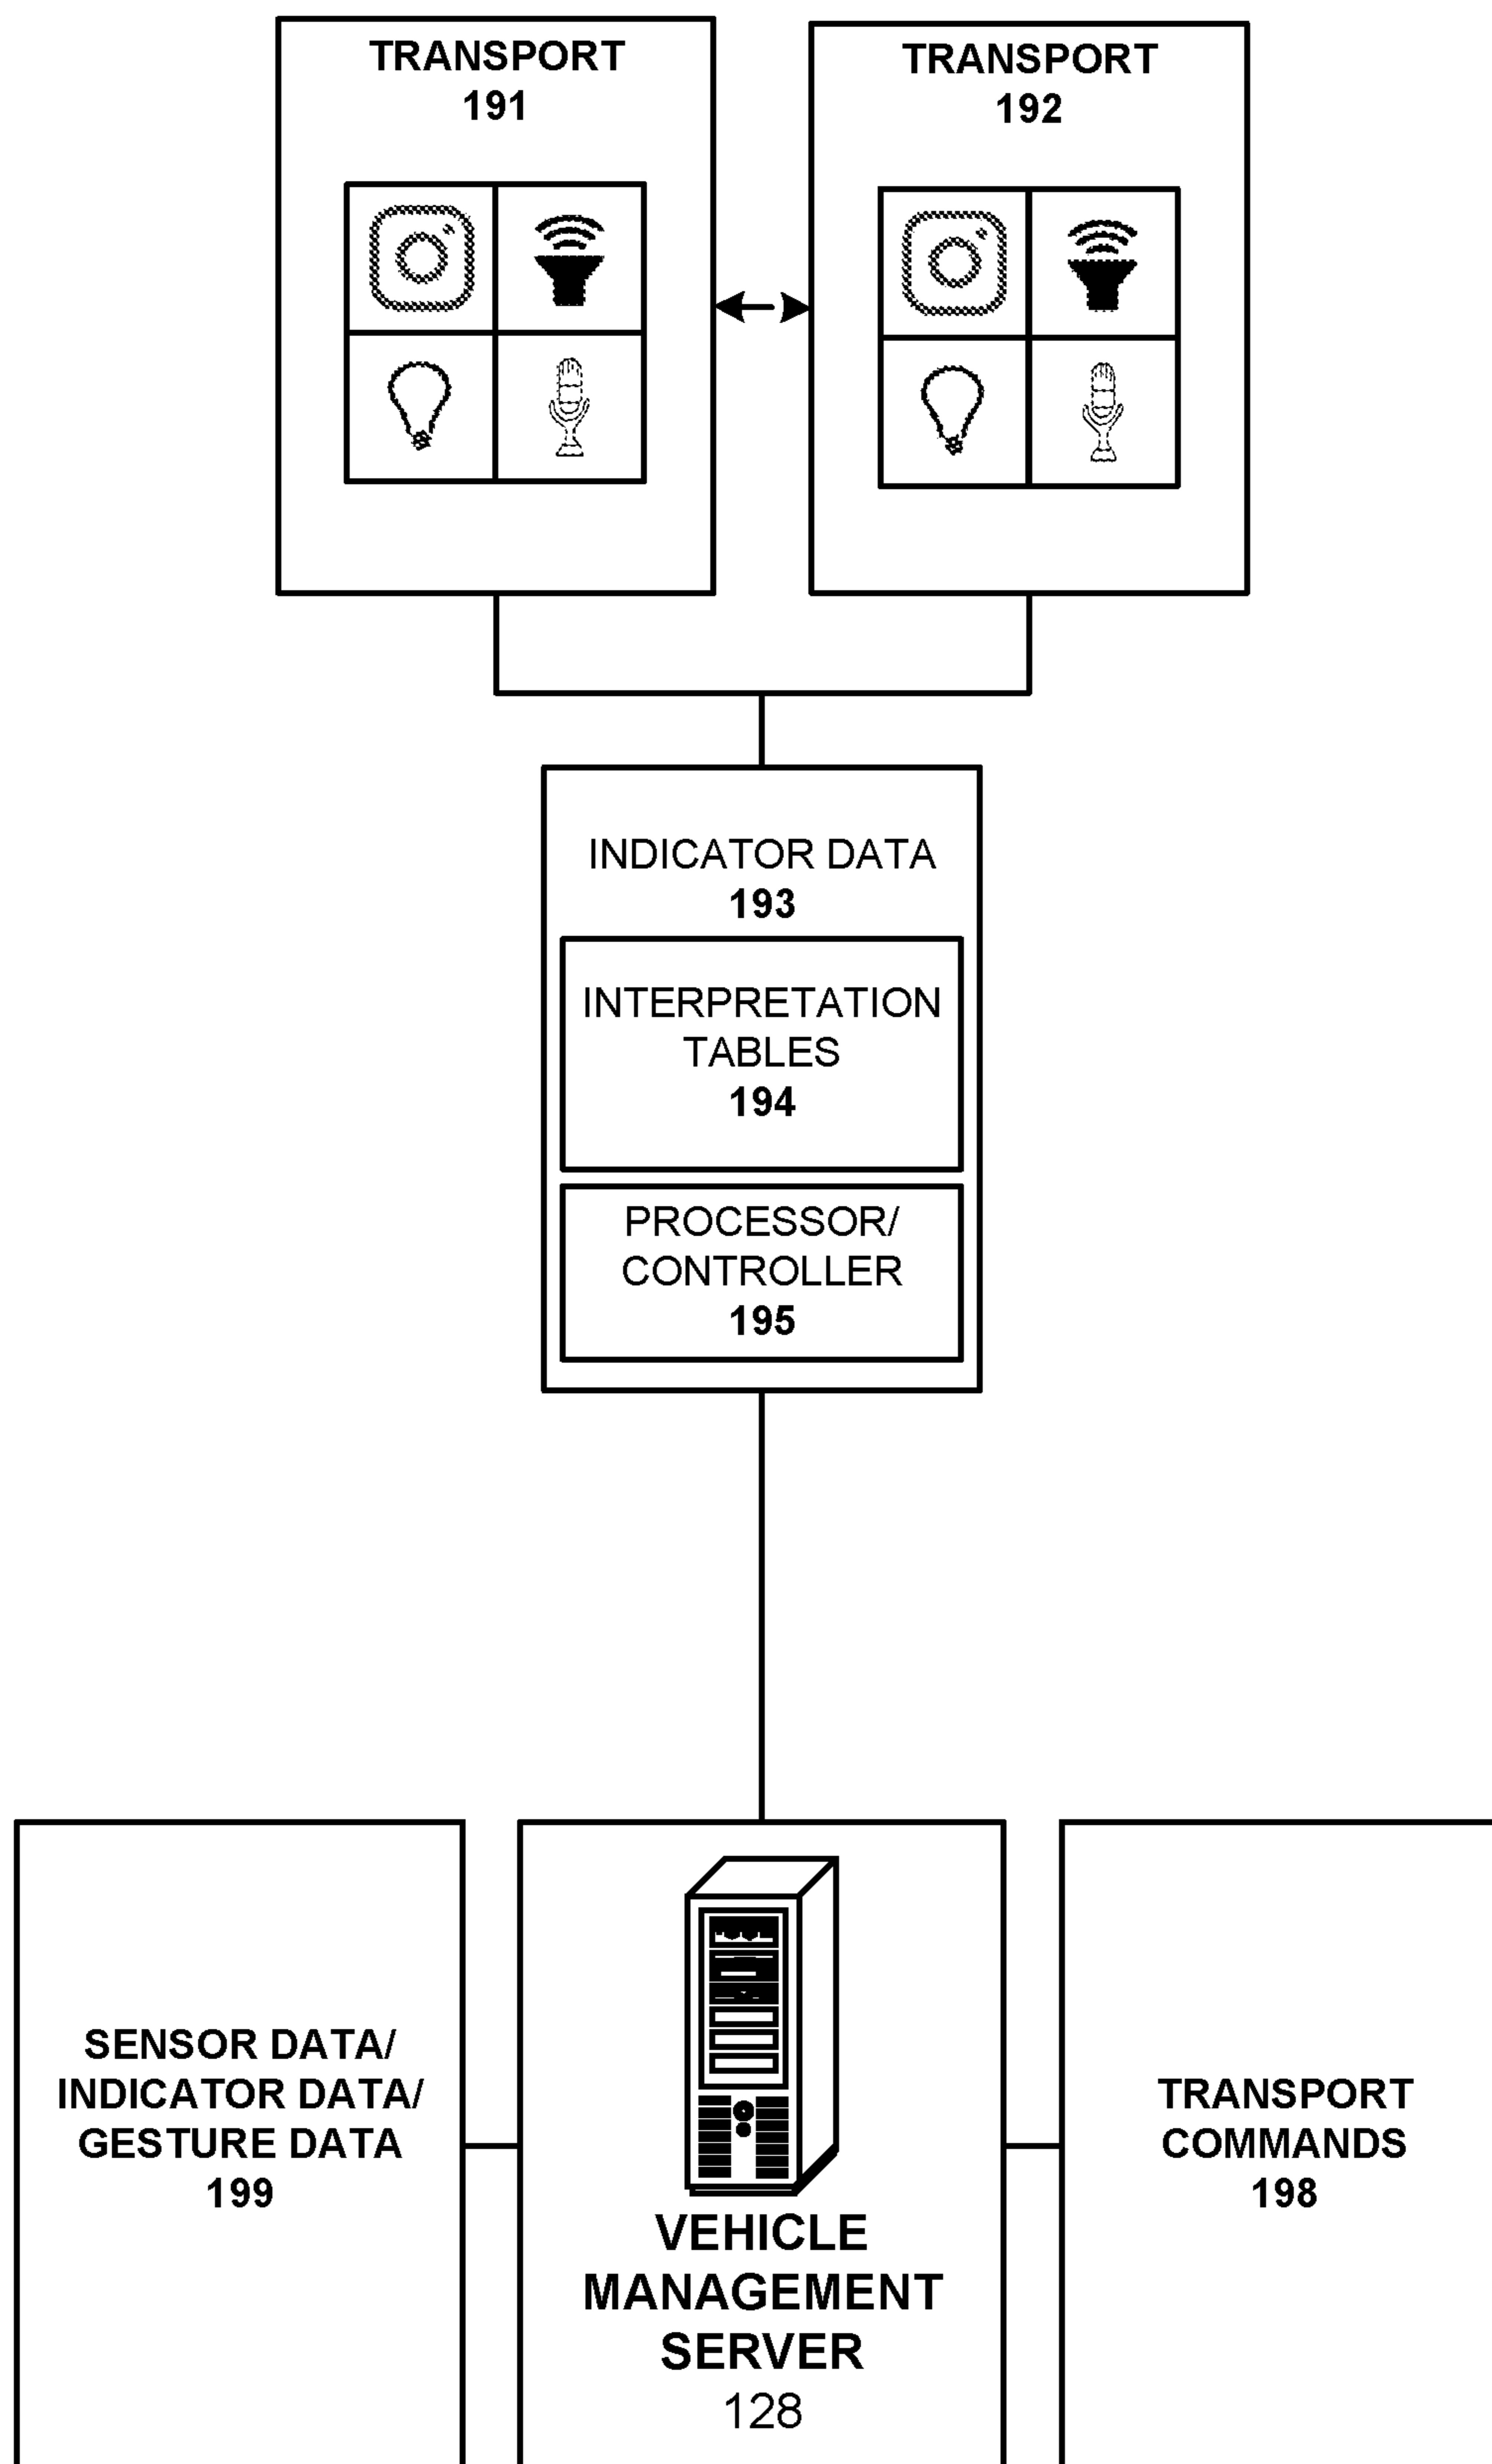 TRANSPORT
191
TRANSPORT
192
INDICATOR DATA
193
INTERPRETATION
TABLES
194
PROCESSOR/
CONTROLLER
195
SENSOR DATA/
INDICATOR DATA/
GESTURE DATA
199
VEHICLE
MANAGEMENT
SERVER
128
TRANSPORT
COMMANDS
198